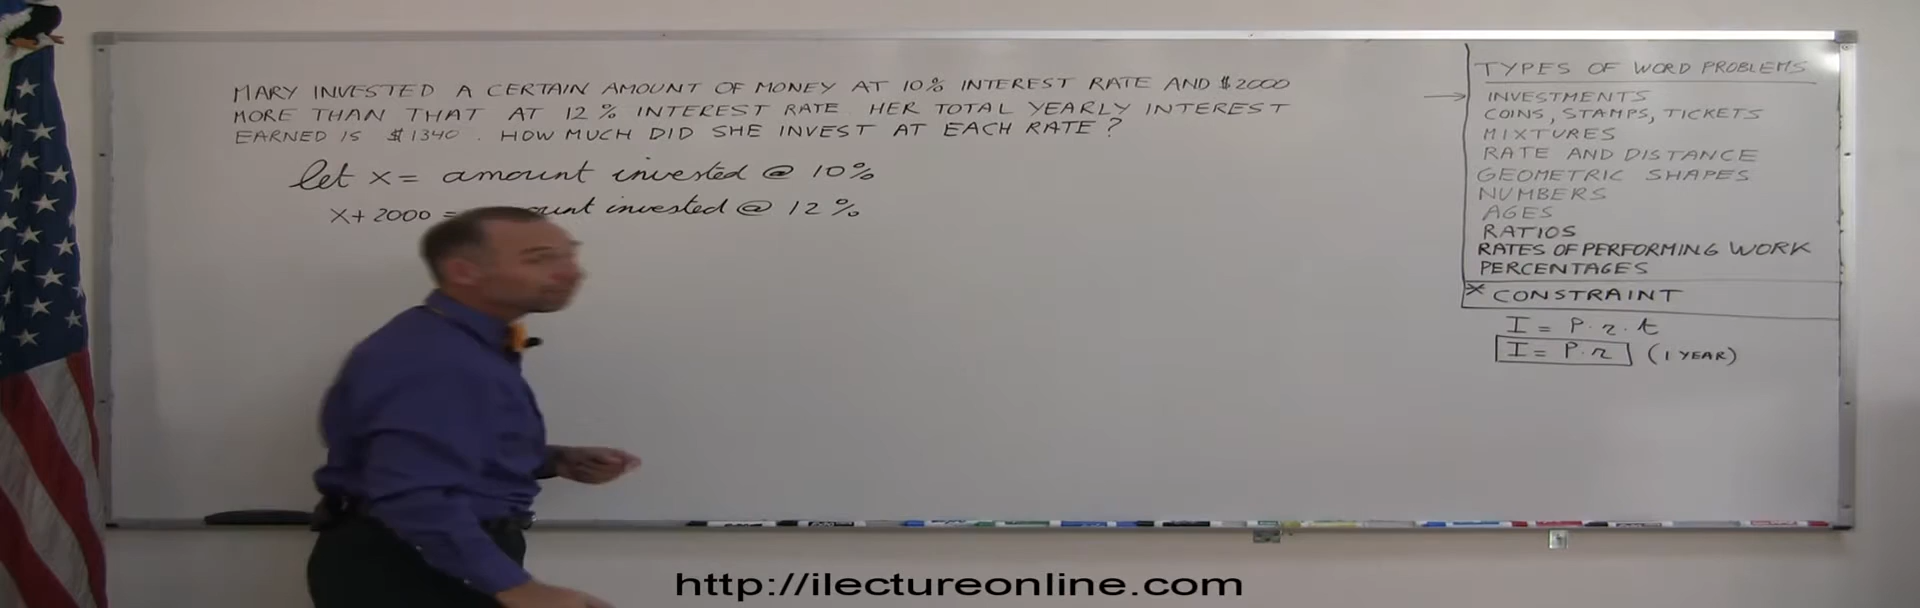 MARY INVESTED A CERTAIN AMOUNT OF MONEY AT 10% INTEREST RATE AND $2000
MORE THAN THAT AT 12% INTEREST RATE HER TOTAL YEARLY INTEREST
EARNED IS $1340. HOW MUCH DID SHE INVEST AT EACH RATE?
let x = amount invested @ 10%
x+2000 = invested @ 12%
TYPES OF WORD PROBLEMS
→ INVESTMENTS
COINS, STAMPS, TICKETS
MIXTURES
RATE AND DISTANCE
GEOMETRIC SHAPES
NUMBERS
AGES
RATIOS
RATES OF PERFORMING WORK
PERCENTAGES
* CONSTRAINT
I = P.r.t
I = P.r (1 YEAR)
http://ilectureonline.com